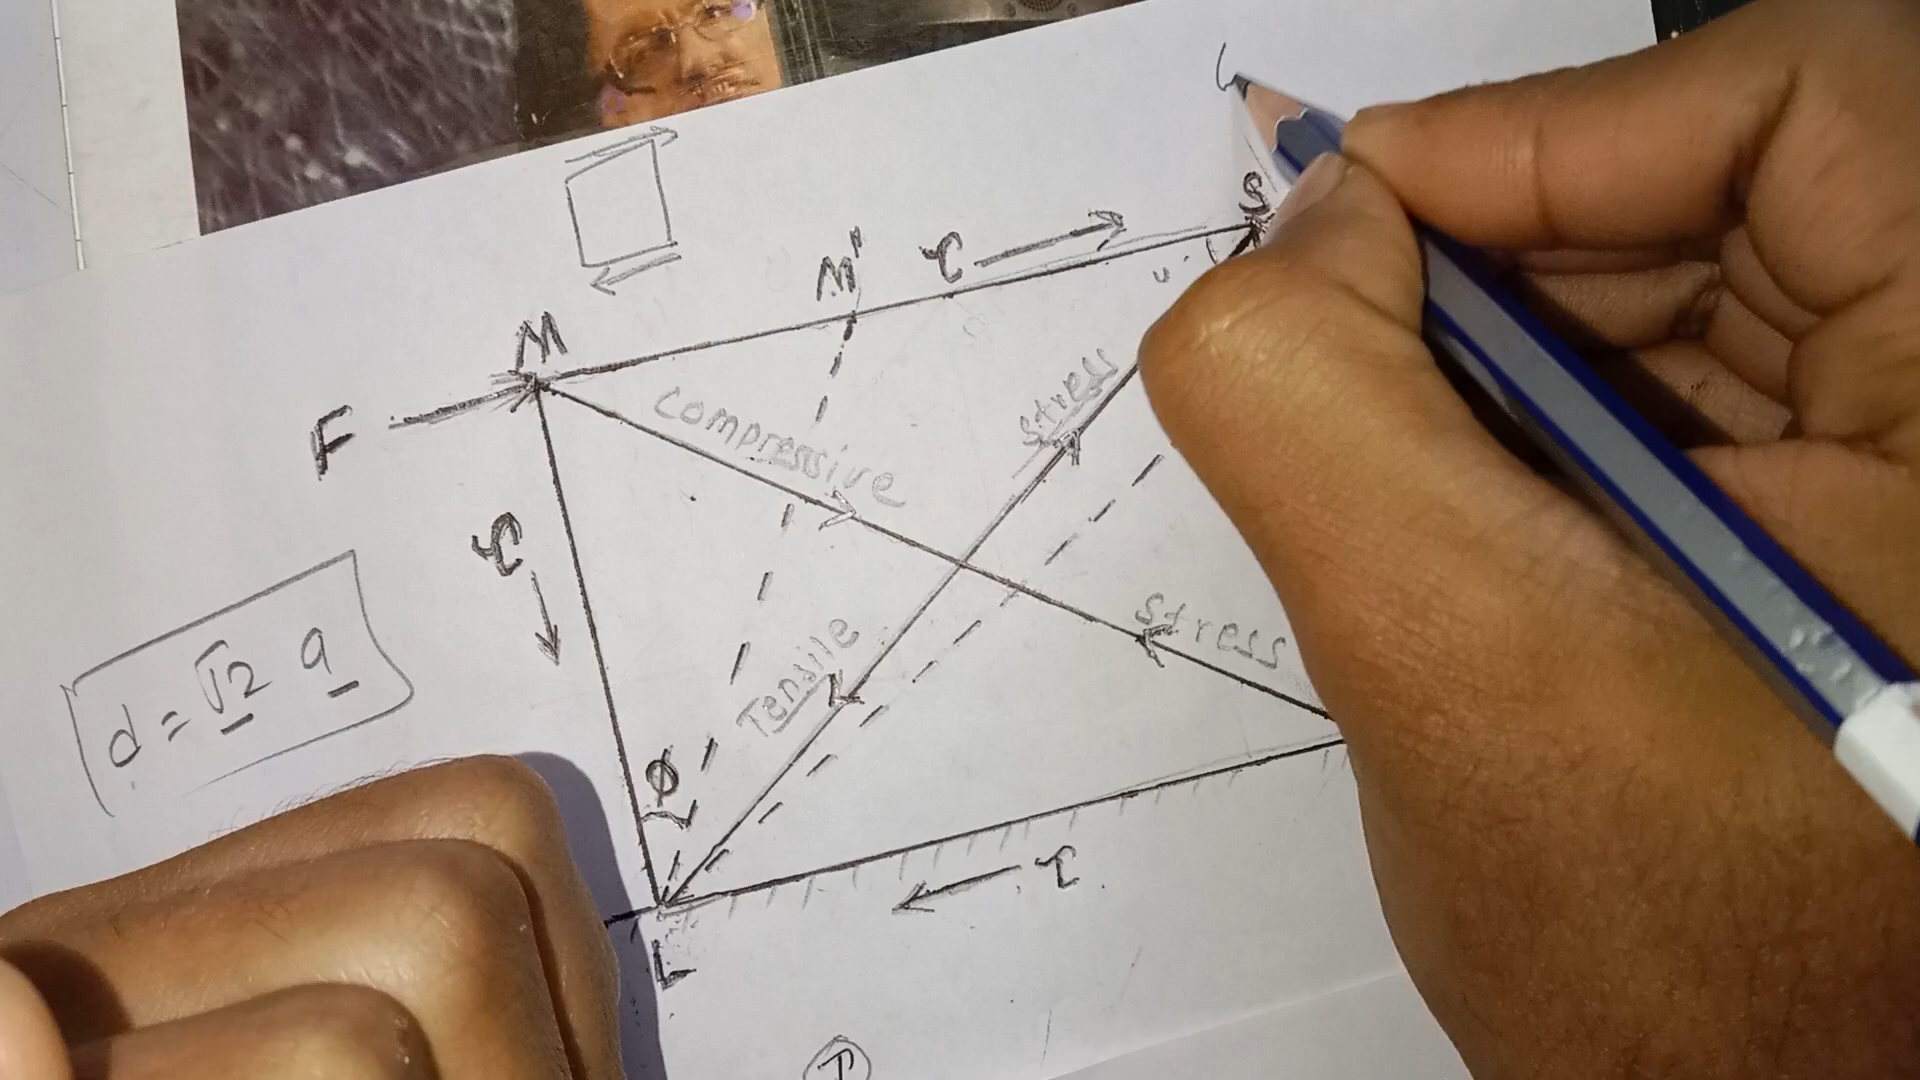 S
M'
τ
M
compressive
stress
F
τ
stress
d = √2 a
Tensile
φ
τ
L
I